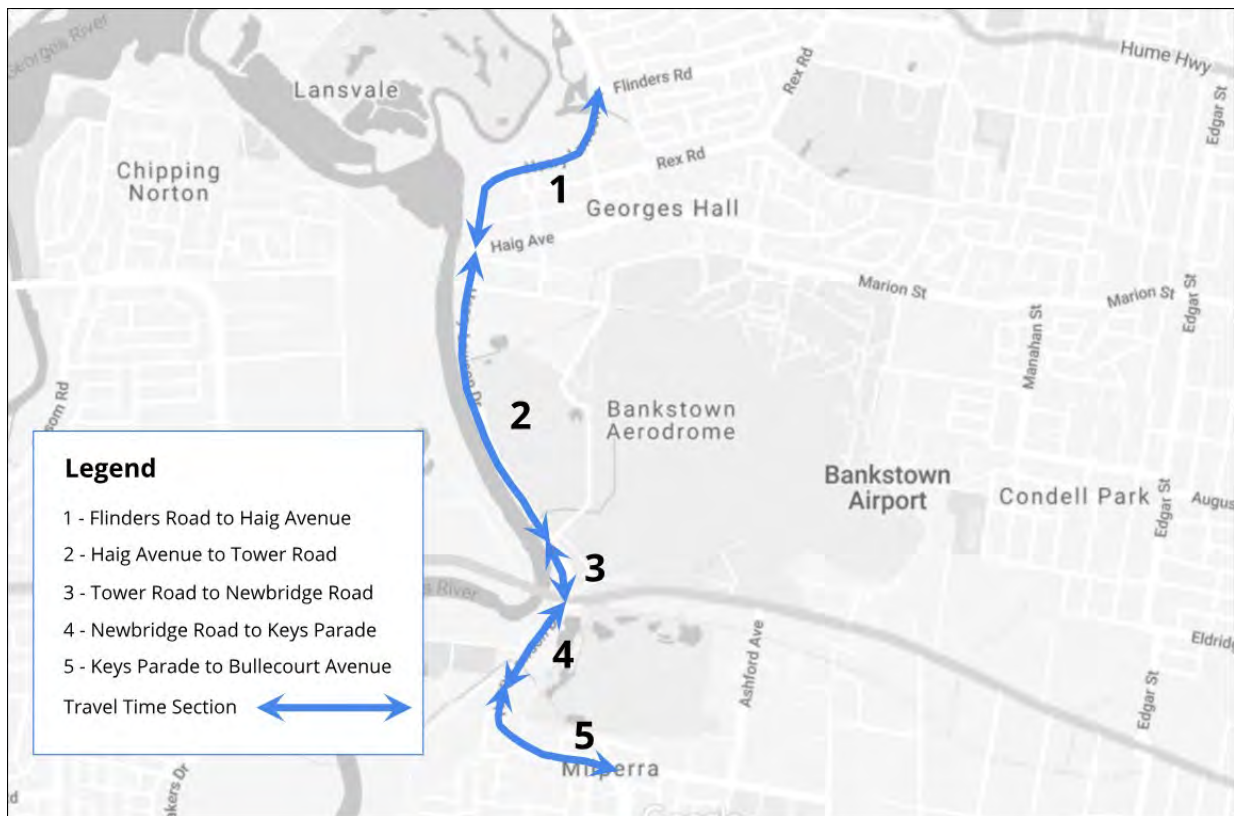 Georges River
Hume Hwy
Flinders Rd
Rex Rd
Lansvale
Edgar St
Chipping
Norton
Rex Rd
1
Georges Hall
Haig Ave
Marion St
Marion St
Edgar St
Manahan St
2
Bankstown
Aerodrome
Bankstown
Airport
Condell Park
Edgar St
Legend
1 - Flinders Road to Haig Avenue
2 - Haig Avenue to Tower Road
3 - Tower Road to Newbridge Road
4 - Newbridge Road to Keys Parade
5 - Keys Parade to Bullecourt Avenue
Travel Time Section
3
River
4
Ashford Ave
Edgar St
5
Milperra